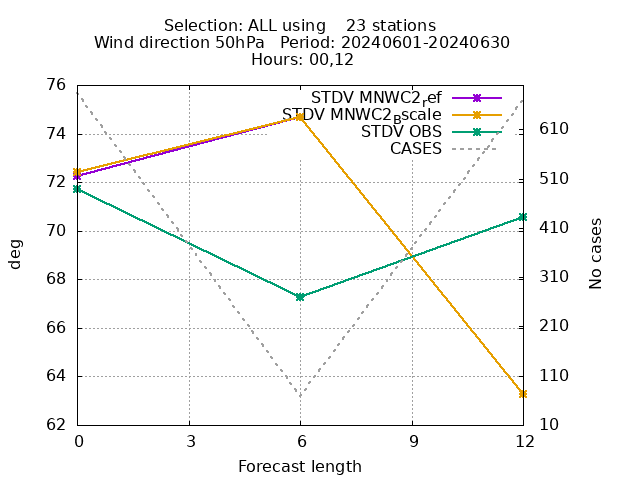 Selection: ALL using    23 stations
Wind direction 50hPa   Period: 20240601-20240630
Hours: 00,12
STDV MNWC2ref
STDV MNWC2Bscale
STDV OBS
CASES
76
74
72
70
68
66
64
62
deg
610
510
410
310
210
110
10
No cases
0
3
6
9
12
Forecast length